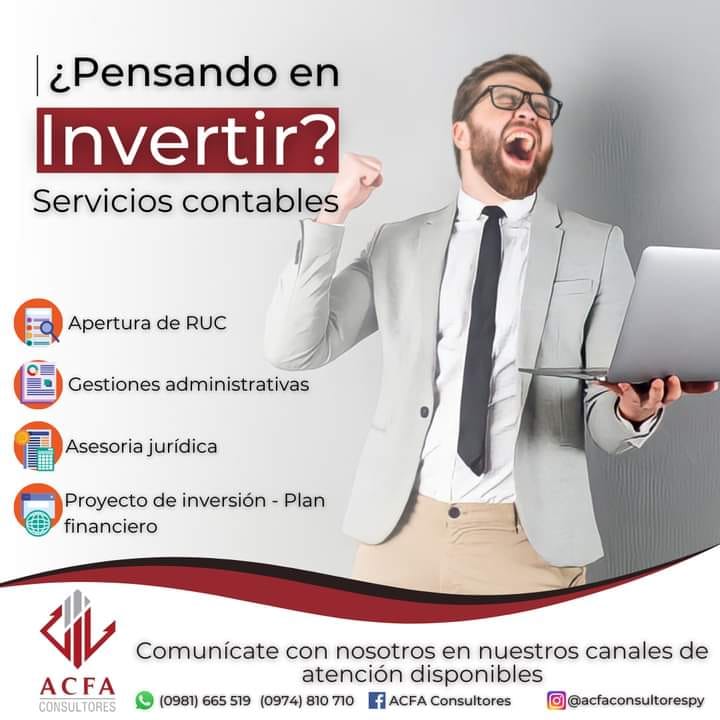 ¿Pensando en
Invertir?
Servicios contables
Apertura de RUC
Gestiones administrativas
Asesoria jurídica
Proyecto de inversión - Plan
financiero
Comunícate con nosotros en nuestros canales de
atención disponibles
ACFA
CONSULTORES
(0981) 665 519 (0974) 810 710 ACFA Consultores @acfaconsultorespy